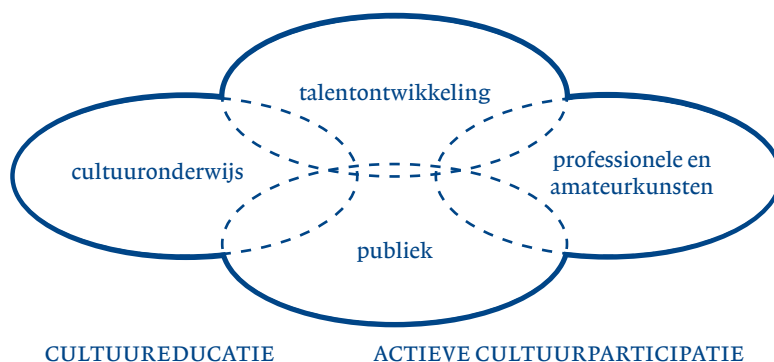 talentontwikkeling
cultuuronderwijs
professionele en
amateurkunsten
publiek
CULTUUREDUCATIE
ACTIEVE CULTUURPARTICIPATIE